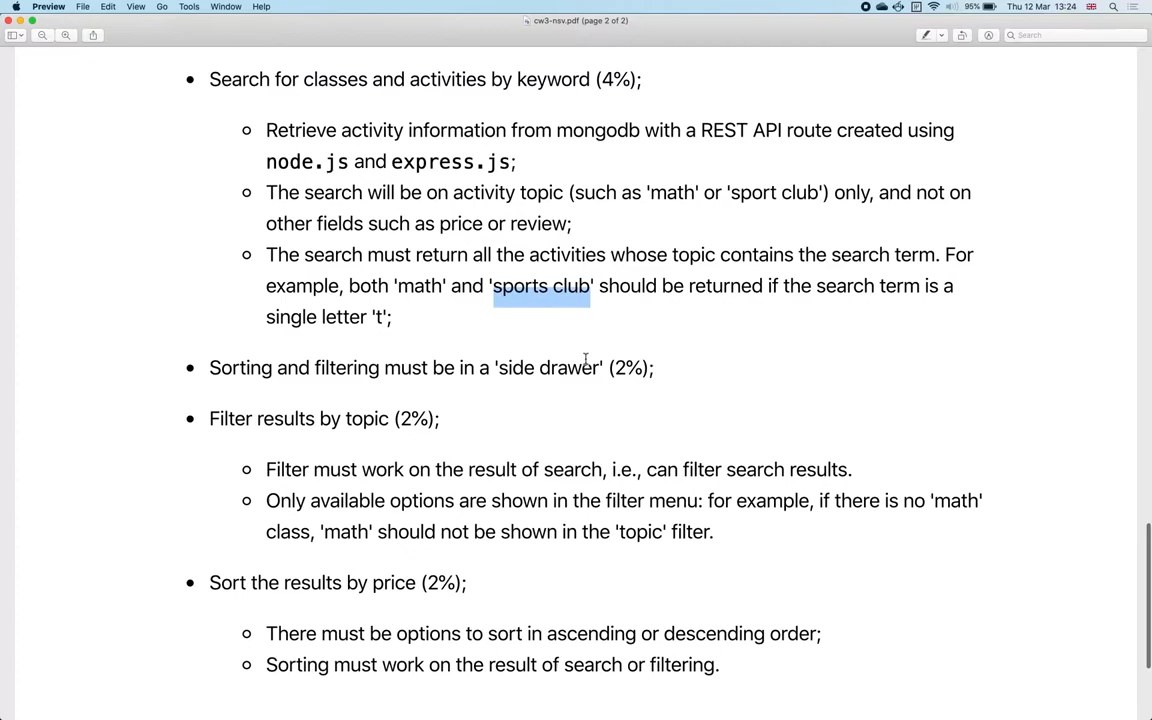 Preview File Edit View Go Tools Window Help 95% Thu 12 Mar 13:24
cw3-nsv.pdf (page 2 of 2)
Search
• Search for classes and activities by keyword (4%);
Retrieve activity information from mongodb with a REST API route created using
node.js and express.js;
The search will be on activity topic (such as 'math' or 'sport club') only, and not on
other fields such as price or review;
The search must return all the activities whose topic contains the search term. For
example, both 'math' and 'sports club' should be returned if the search term is a
single letter 't';
• Sorting and filtering must be in a 'side drawer' (2%);
• Filter results by topic (2%);
Filter must work on the result of search, i.e., can filter search results.
Only available options are shown in the filter menu: for example, if there is no 'math'
class, 'math' should not be shown in the 'topic' filter.
• Sort the results by price (2%);
There must be options to sort in ascending or descending order;
Sorting must work on the result of search or filtering.